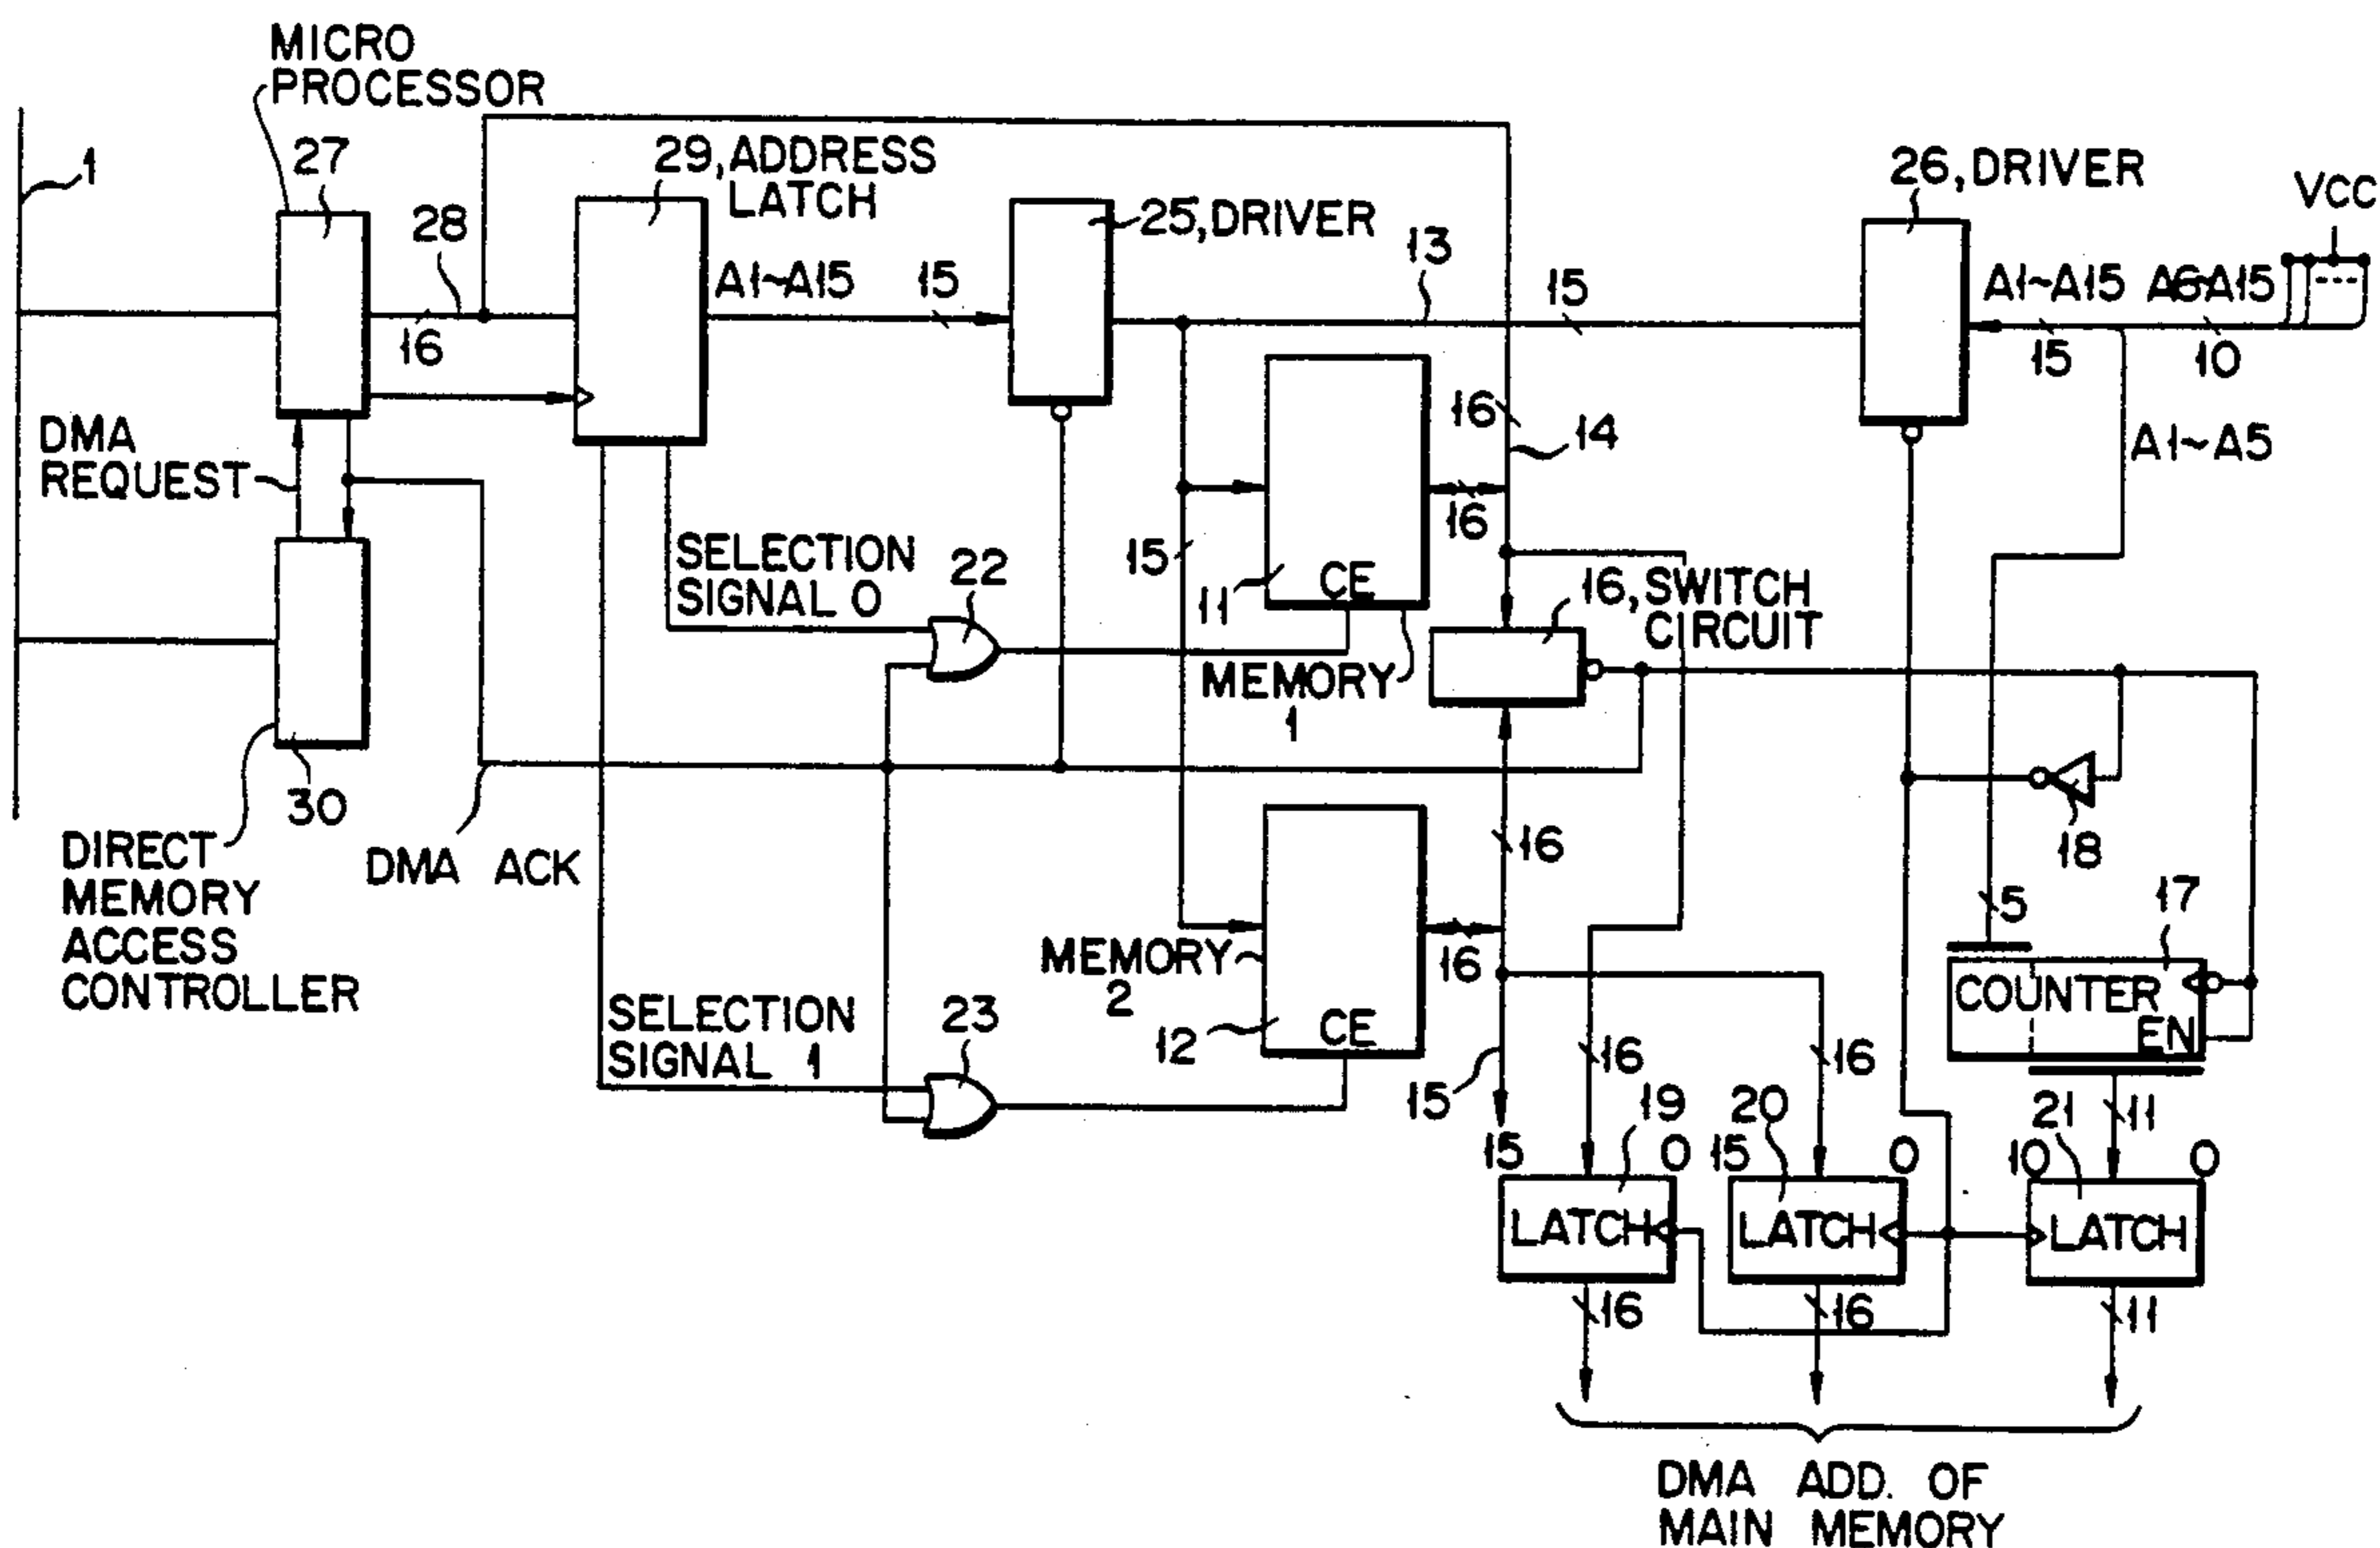 MICRO
PROCESSOR
27
1
28
16
29, ADDRESS
LATCH
A1~A15
15
25, DRIVER
13
15
26, DRIVER
VCC
A1~A15
A6~A15
15
10
A1~A5
DMA
REQUEST
16
14
16
SELECTION
SIGNAL 0
22
15
11
CE
MEMORY
1
16, SWITCH
CIRCUIT
30
DIRECT
MEMORY
ACCESS
CONTROLLER
DMA ACK
16
18
5
17
COUNTER
EN
MEMORY
2
12
CE
16
SELECTION
SIGNAL 1
23
15
16
16
11
15
19
0
15
20
0
10
21
0
LATCH
LATCH
LATCH
16
16
11
DMA ADD. OF
MAIN MEMORY